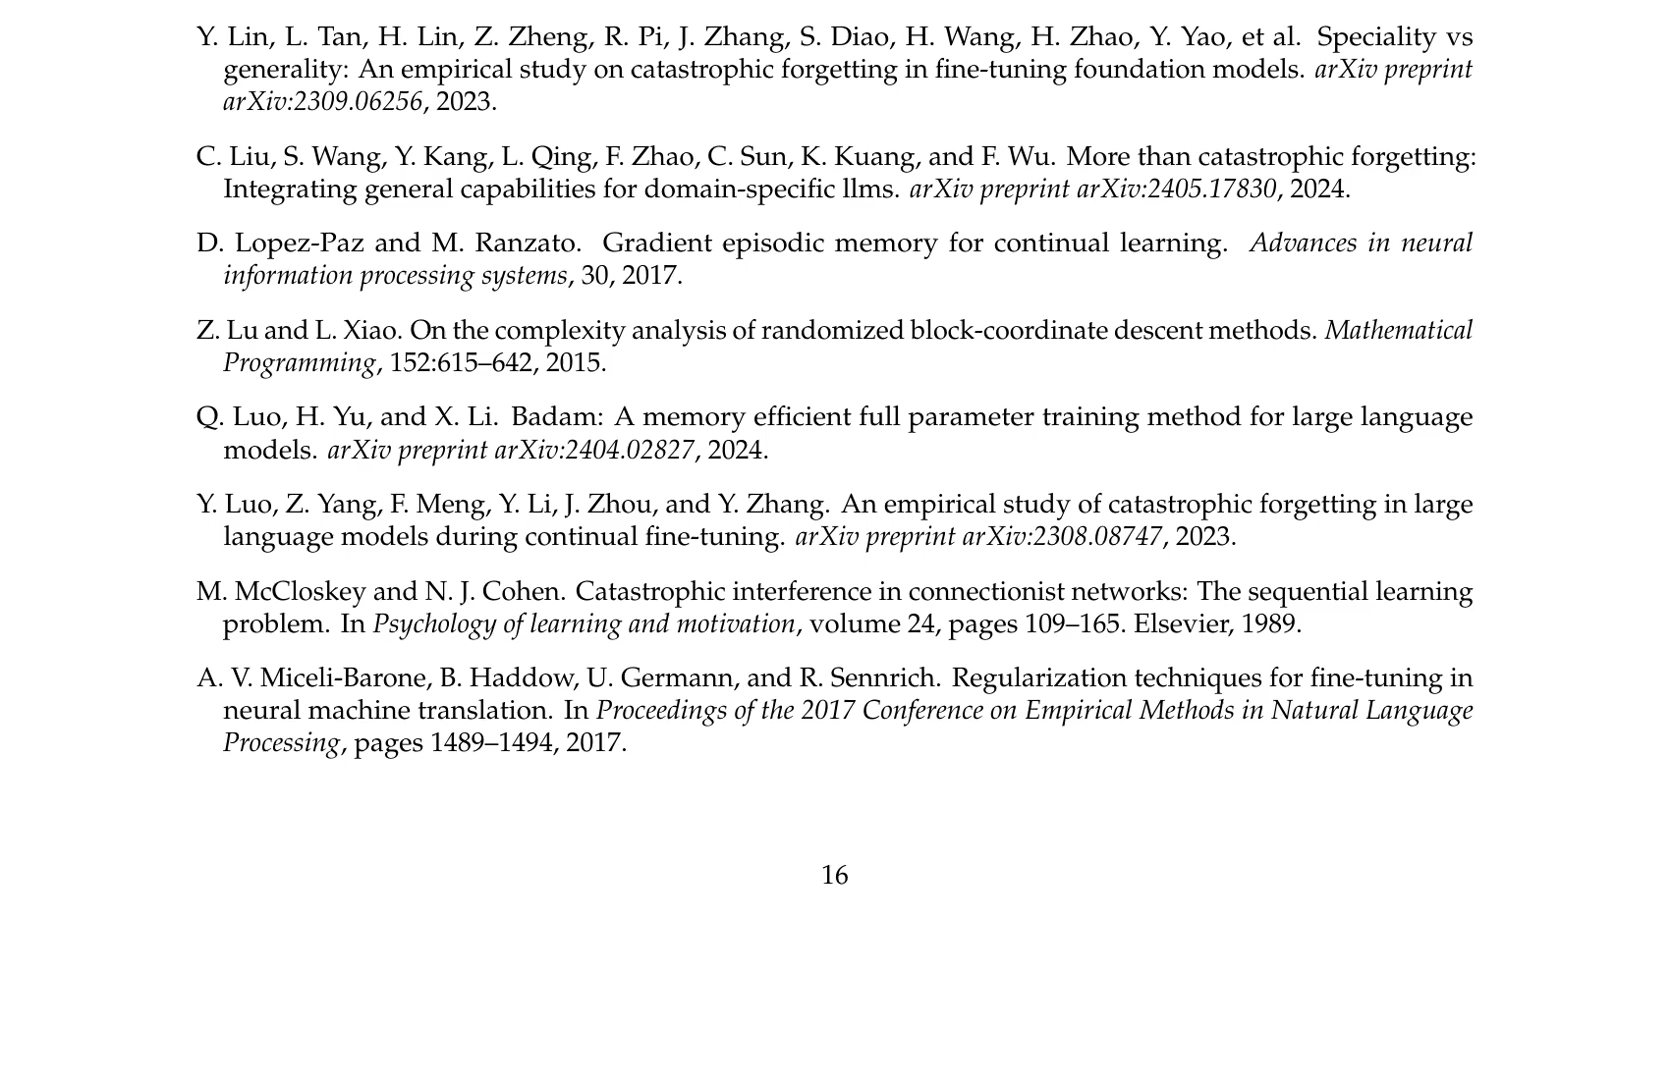 Y. Lin, L. Tan, H. Lin, Z. Zheng, R. Pi, J. Zhang, S. Diao, H. Wang, H. Zhao, Y. Yao, et al. Speciality vs
generality: An empirical study on catastrophic forgetting in fine-tuning foundation models. arXiv preprint
arXiv:2309.06256, 2023.
C. Liu, S. Wang, Y. Kang, L. Qing, F. Zhao, C. Sun, K. Kuang, and F. Wu. More than catastrophic forgetting:
Integrating general capabilities for domain-specific llms. arXiv preprint arXiv:2405.17830, 2024.
D. Lopez-Paz and M. Ranzato. Gradient episodic memory for continual learning. Advances in neural
information processing systems, 30, 2017.
Z. Lu and L. Xiao. On the complexity analysis of randomized block-coordinate descent methods. Mathematical
Programming, 152:615–642, 2015.
Q. Luo, H. Yu, and X. Li. Badam: A memory efficient full parameter training method for large language
models. arXiv preprint arXiv:2404.02827, 2024.
Y. Luo, Z. Yang, F. Meng, Y. Li, J. Zhou, and Y. Zhang. An empirical study of catastrophic forgetting in large
language models during continual fine-tuning. arXiv preprint arXiv:2308.08747, 2023.
M. McCloskey and N. J. Cohen. Catastrophic interference in connectionist networks: The sequential learning
problem. In Psychology of learning and motivation, volume 24, pages 109–165. Elsevier, 1989.
A. V. Miceli-Barone, B. Haddow, U. Germann, and R. Sennrich. Regularization techniques for fine-tuning in
neural machine translation. In Proceedings of the 2017 Conference on Empirical Methods in Natural Language
Processing, pages 1489–1494, 2017.
16